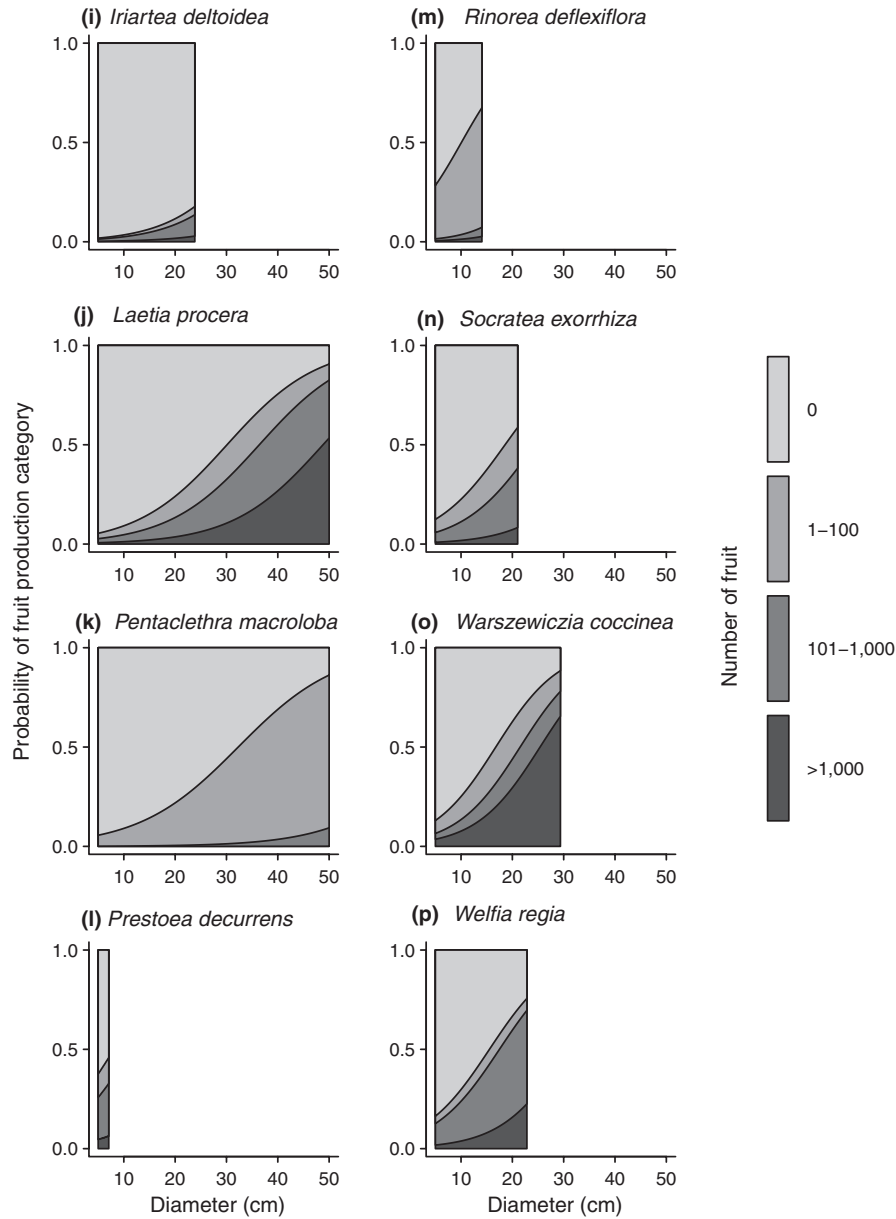 (i) Iriartea deltoidea
1.0
0.5
0.0
10 20 30 40 50
(m) Rinorea deflexiflora
1.0
0.5
0.0
10 20 30 40 50
(j) Laetia procera
1.0
0.5
0.0
10 20 30 40 50
(n) Socratea exorrhiza
1.0
0.5
0.0
10 20 30 40 50
(k) Pentaclethra macroloba
1.0
0.5
0.0
10 20 30 40 50
(o) Warszewiczia coccinea
1.0
0.5
0.0
10 20 30 40 50
(l) Prestoea decurrens
1.0
0.5
0.0
10 20 30 40 50
Diameter (cm)
(p) Welfia regia
1.0
0.5
0.0
10 20 30 40 50
Diameter (cm)
Probability of fruit production category
Number of fruit
0
1–100
101–1,000
>1,000